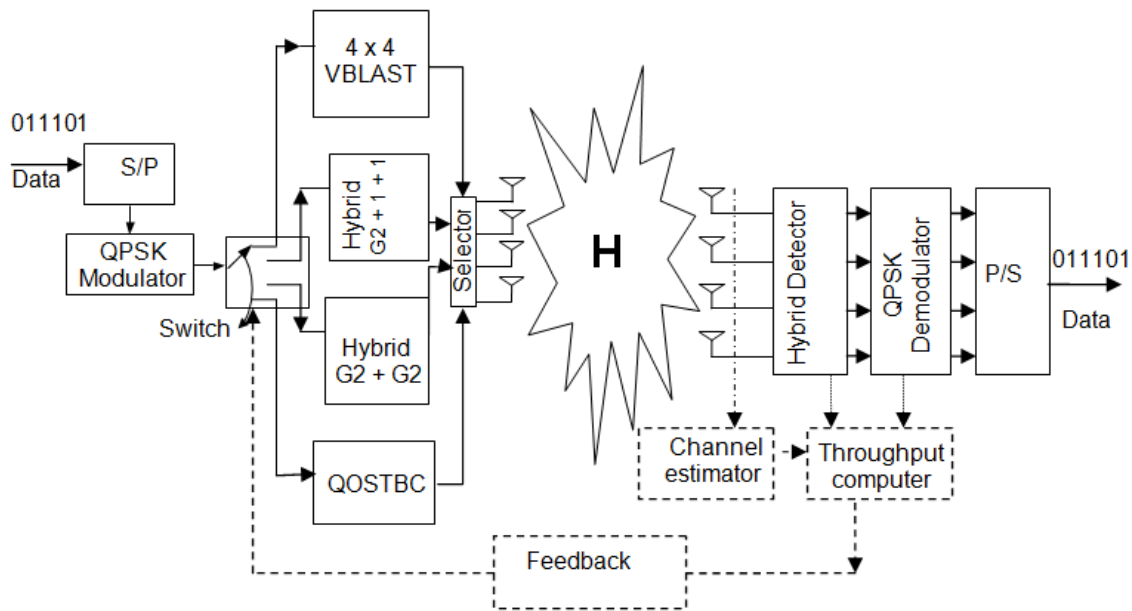 011101
Data
S/P
QPSK
Modulator
Switch
4 x 4
VBLAST
Hybrid
G2 + 1 + 1
Hybrid
G2 + G2
QOSTBC
Selector
H
Hybrid Detector
QPSK
Demodulator
P/S
011101
Data
Channel
estimator
Throughput
computer
Feedback